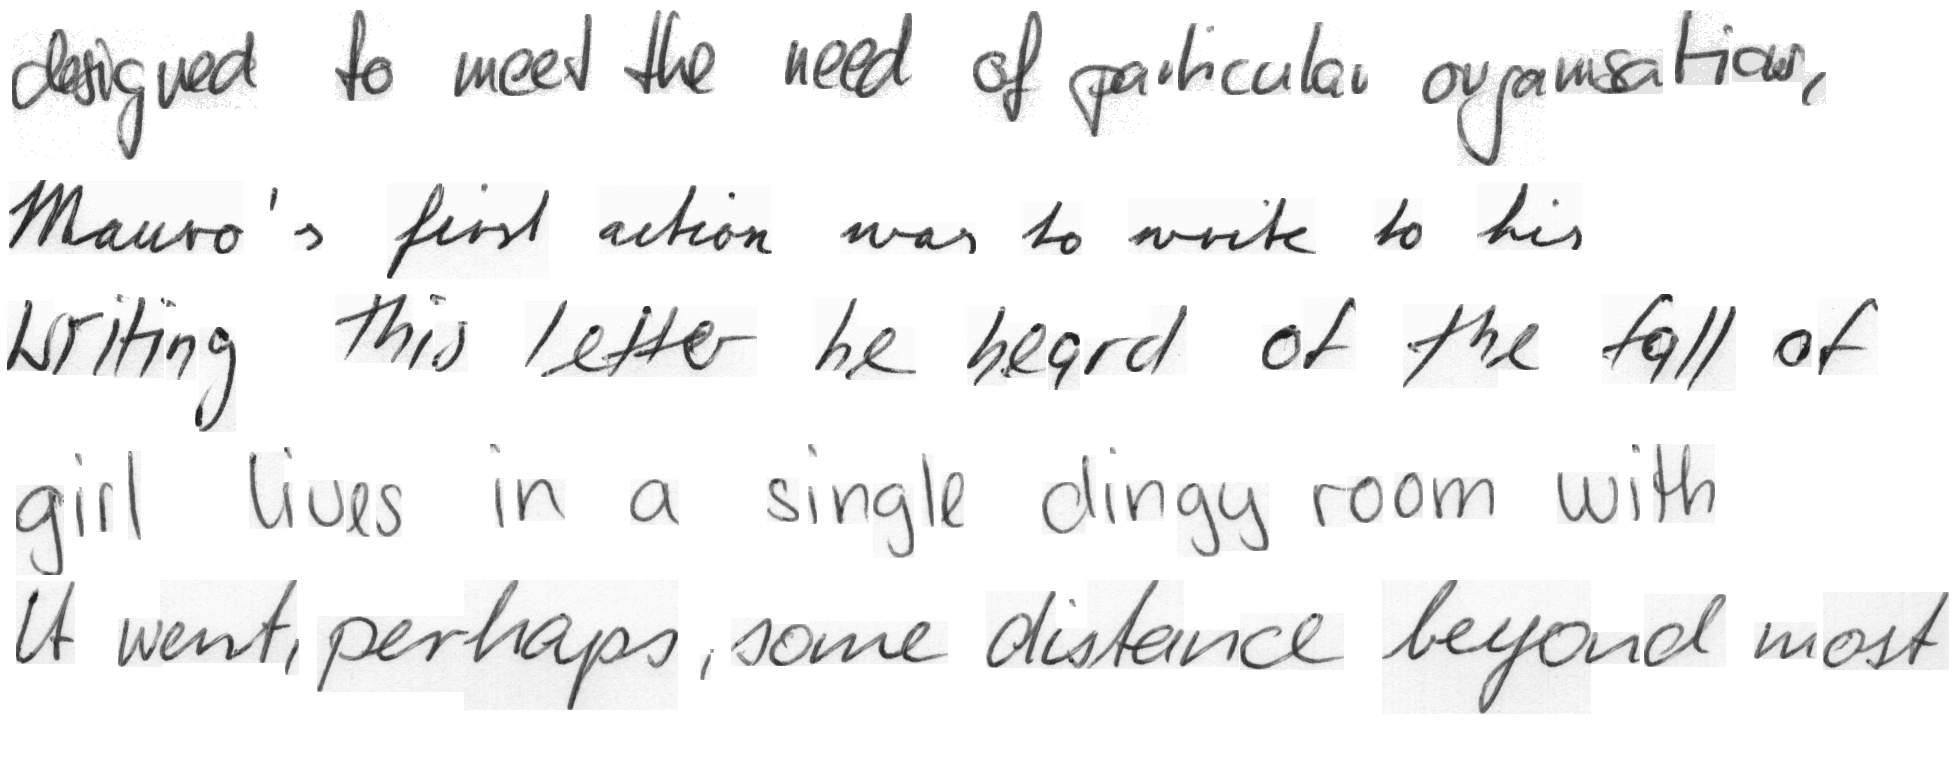 designed to meet the need of particular organisations,
Mauro's first action was to write to his
writing this letter he heard of the fall of
girl lives in a single dingy room with
It went, perhaps, some distance beyond most